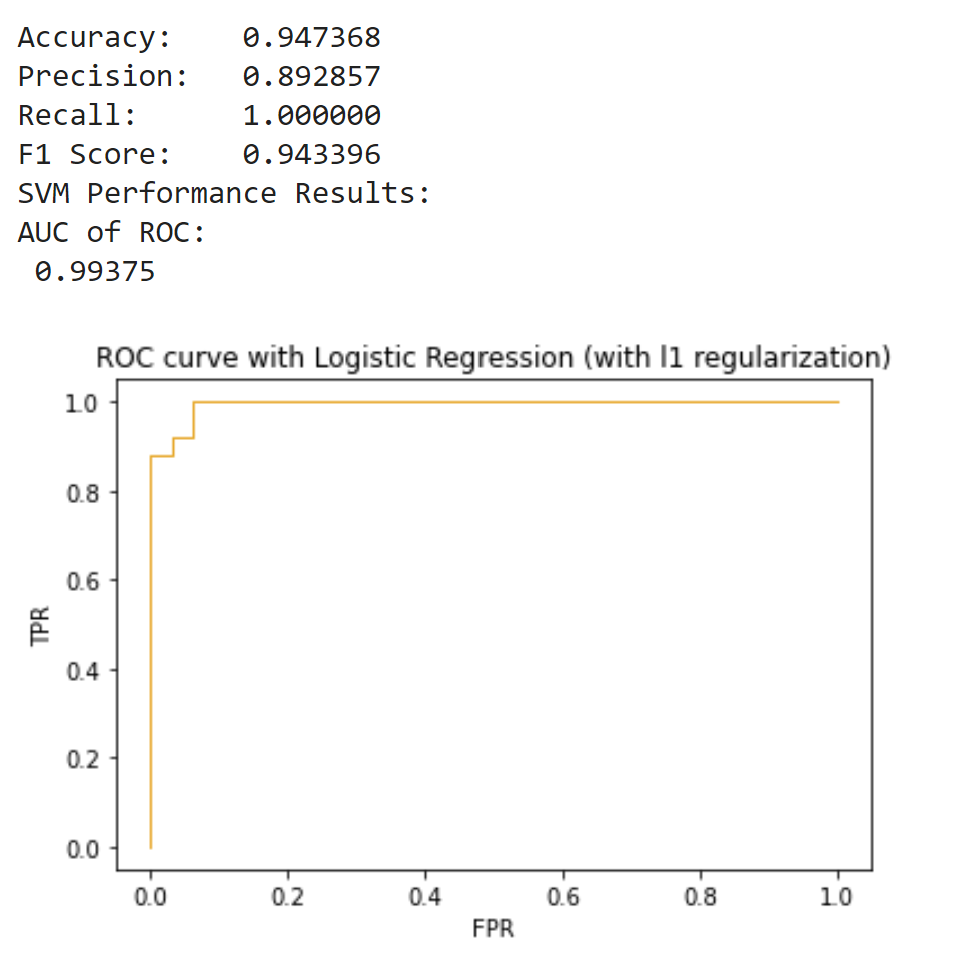 Accuracy: 0.947368
Precision: 0.892857
Recall: 1.000000
F1 Score: 0.943396
SVM Performance Results:
AUC of ROC:
0.99375
ROC curve with Logistic Regression (with l1 regularization)
1.0
0.8
0.6
0.4
0.2
0.0
TPR
0.0 0.2 0.4 0.6 0.8 1.0
FPR